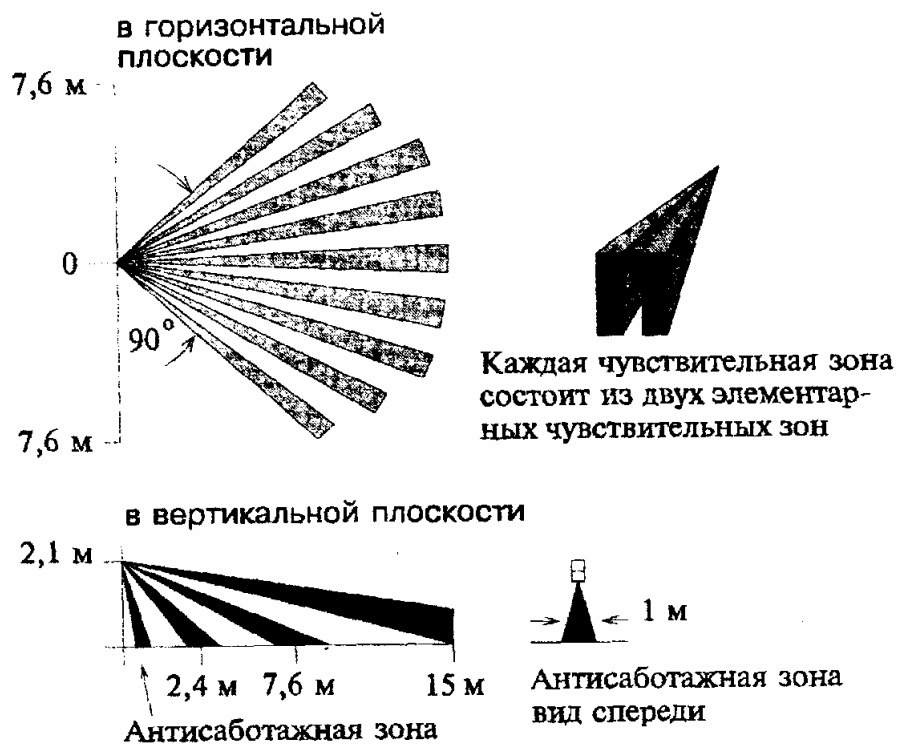 в горизонтальной
плоскости
7,6 м
0
90°
7,6 м
Каждая чувствительная зона
состоит из двух элементар-
ных чувствительных зон
в вертикальной плоскости
2,1 м
2,4 м 7,6 м 15 м
Антисаботажная зона
1 м
Антисаботажная зона
вид спереди